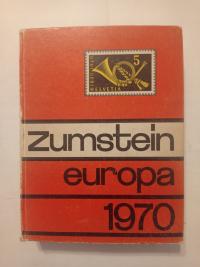 5
HELVETIA
zumstein
europa
1970